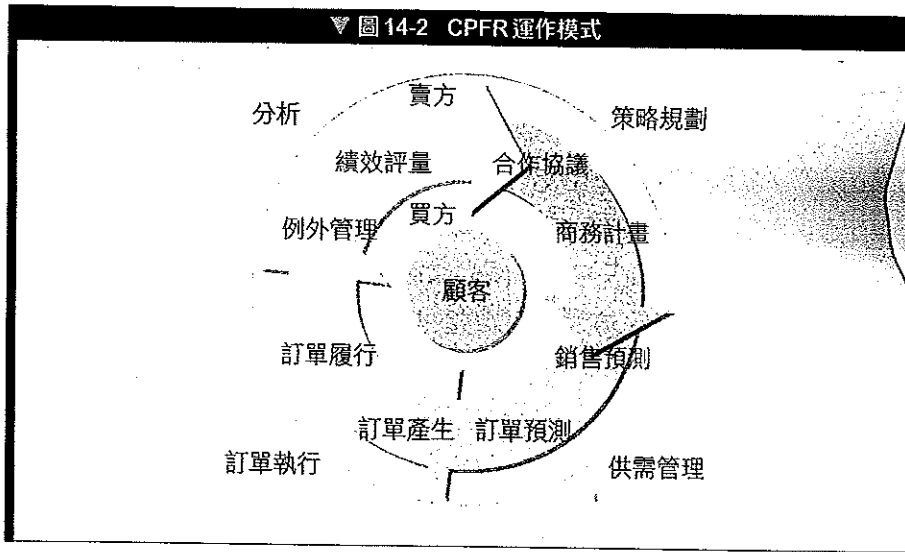 ▼ 圖14-2 CPFR運作模式
賣方
分析
策略規劃
績效評量
合作協議
買方
例外管理
商務計畫
顧客
訂單履行
銷售預測
訂單產生
訂單預測
訂單執行
供需管理